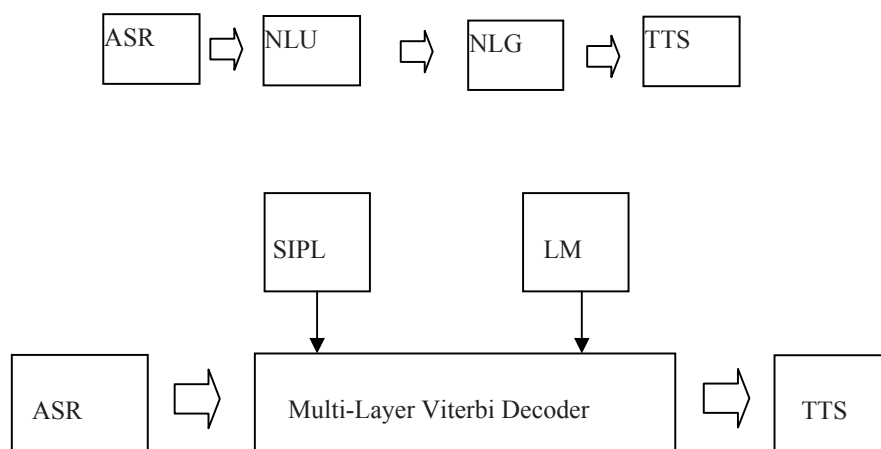 ASR NLU NLG TTS
SIPL LM
ASR Multi-Layer Viterbi Decoder TTS